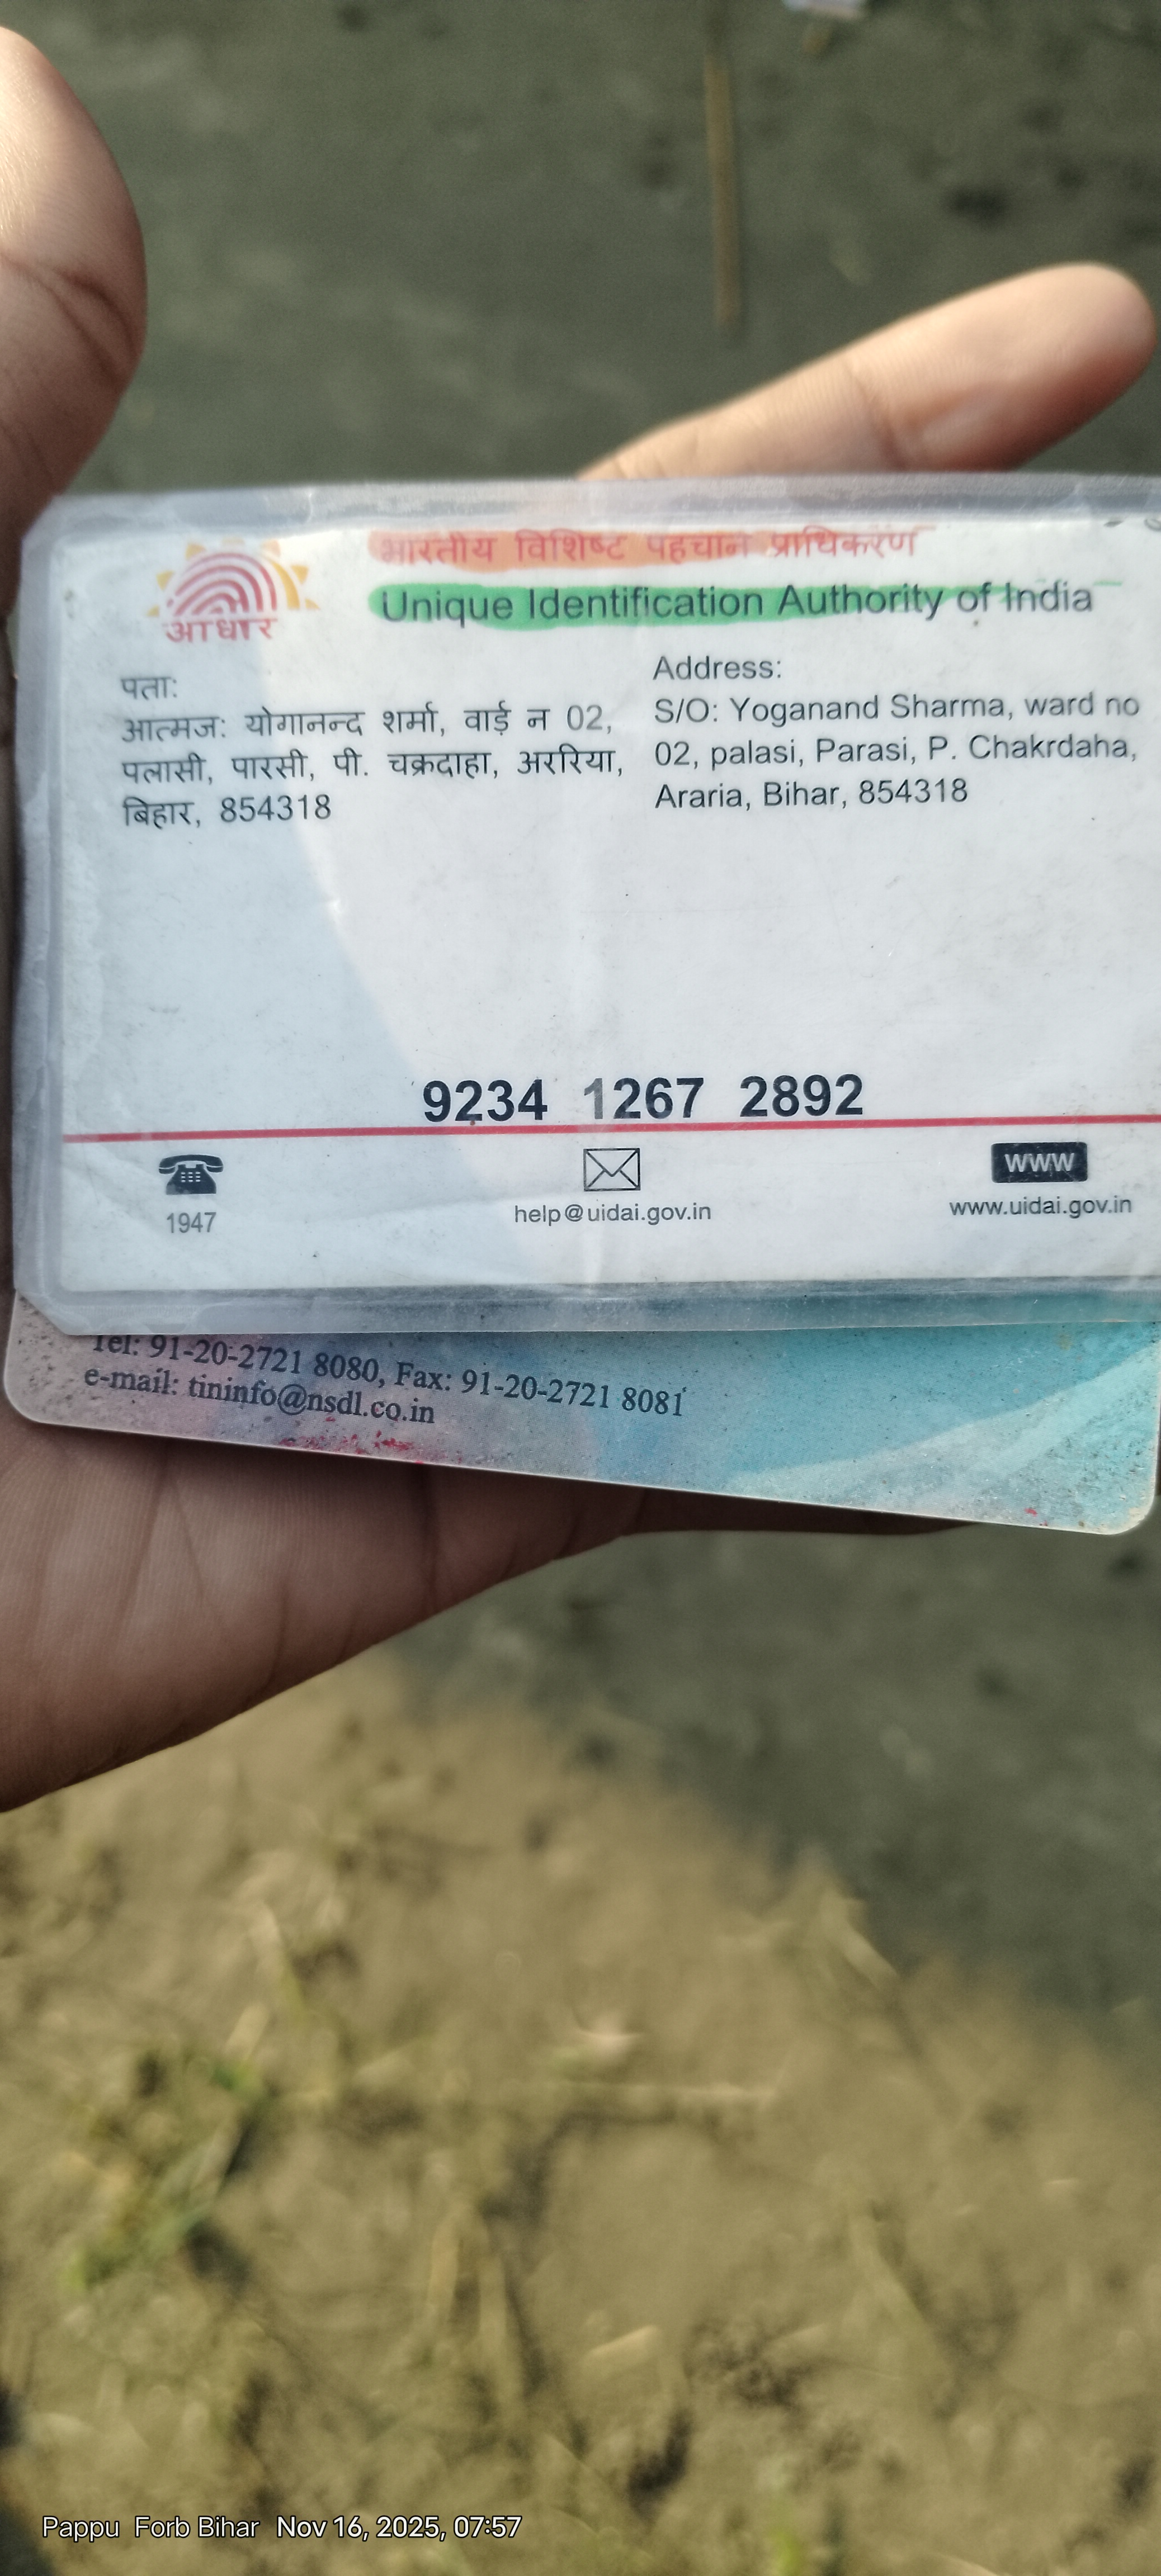 भारतीय विशिष्ट पहचान प्राधिकरण
Unique Identification Authority of India
आधार
पता:
आत्मज: योगानन्द शर्मा, वार्ड न 02,
पलासी, पारसी, पी. चक्रदाहा, अररिया,
बिहार, 854318
Address:
S/O: Yoganand Sharma, ward no
02, palasi, Parasi, P. Chakrdaha,
Araria, Bihar, 854318
9234 1267 2892
1947
help@uidai.gov.in
www
www.uidai.gov.in
Tel: 91-20-2721 8080, Fax: 91-20-2721 8081
e-mail: tininfo@nsdl.co.in
Pappu Forb Bihar Nov 16, 2025, 07:57